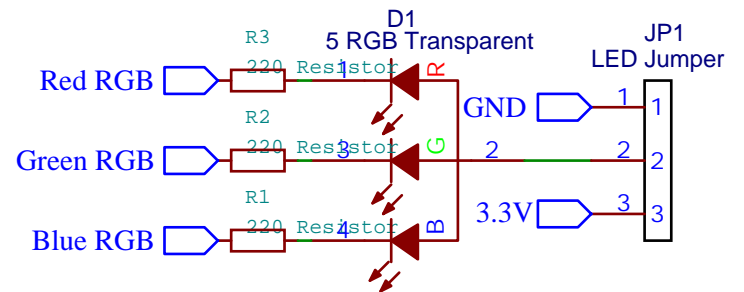 D1
5 RGB Transparent
JP1
LED Jumper
R3
220 Resistor
Red RGB
1
R
GND
1
1
R2
220 Resistor
Green RGB
3
G
2
2
2
R1
220 Resistor
Blue RGB
4
B
3.3V
3
3